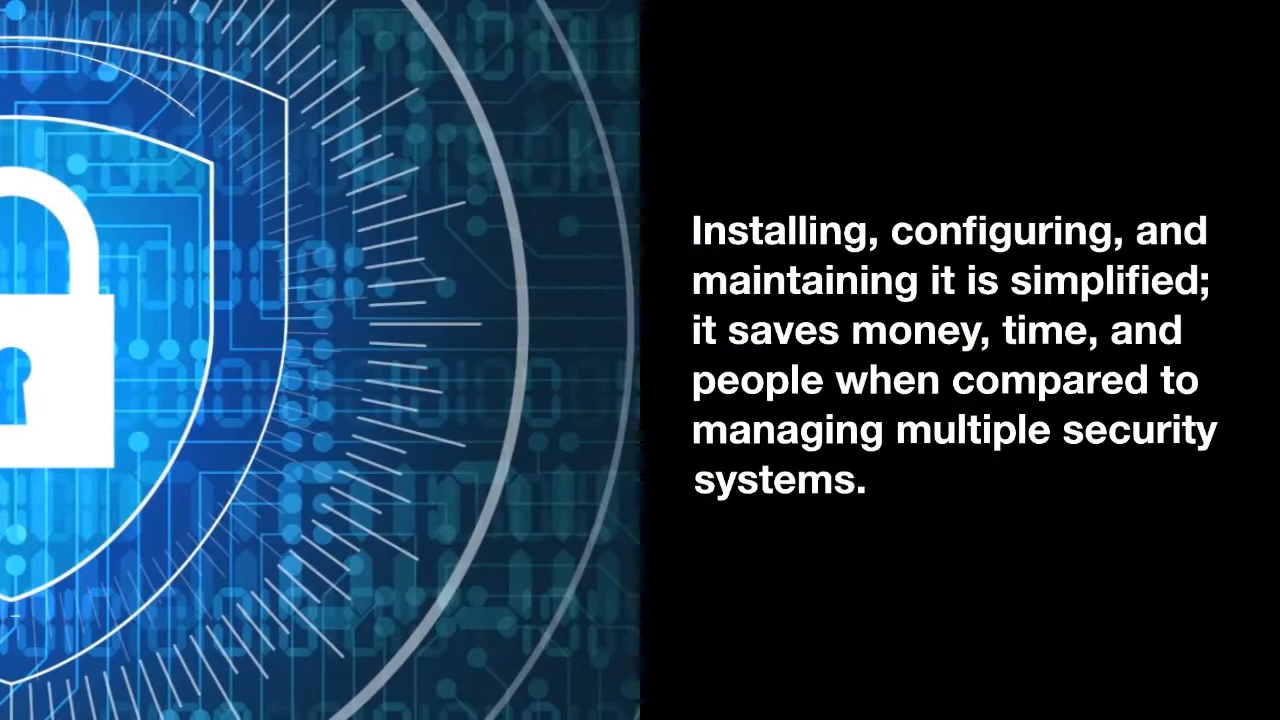 Installing, configuring, and
maintaining it is simplified;
it saves money, time, and
people when compared to
managing multiple security
systems.